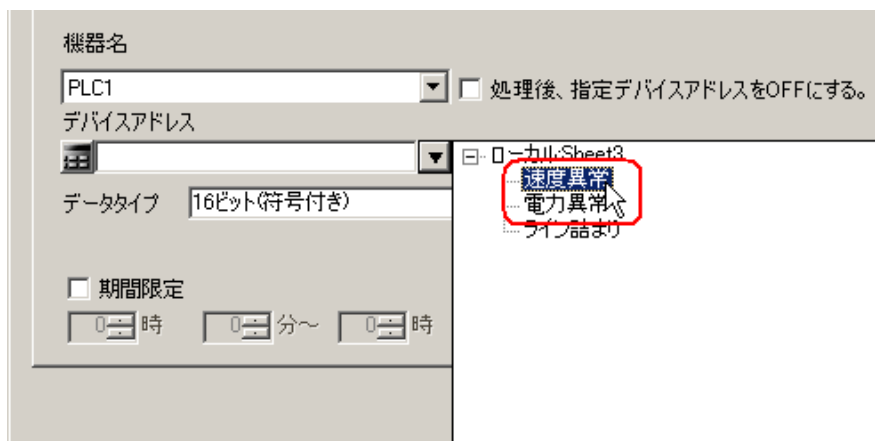 機器名
PLC1
処理後、指定デバイスアドレスをOFFにする。
デバイスアドレス
ローカル:Sheet3
速度異常
電力異常
ライン詰まり
データタイプ 16ビット(符号付き)
期間限定
0 時 0 分～ 0 時